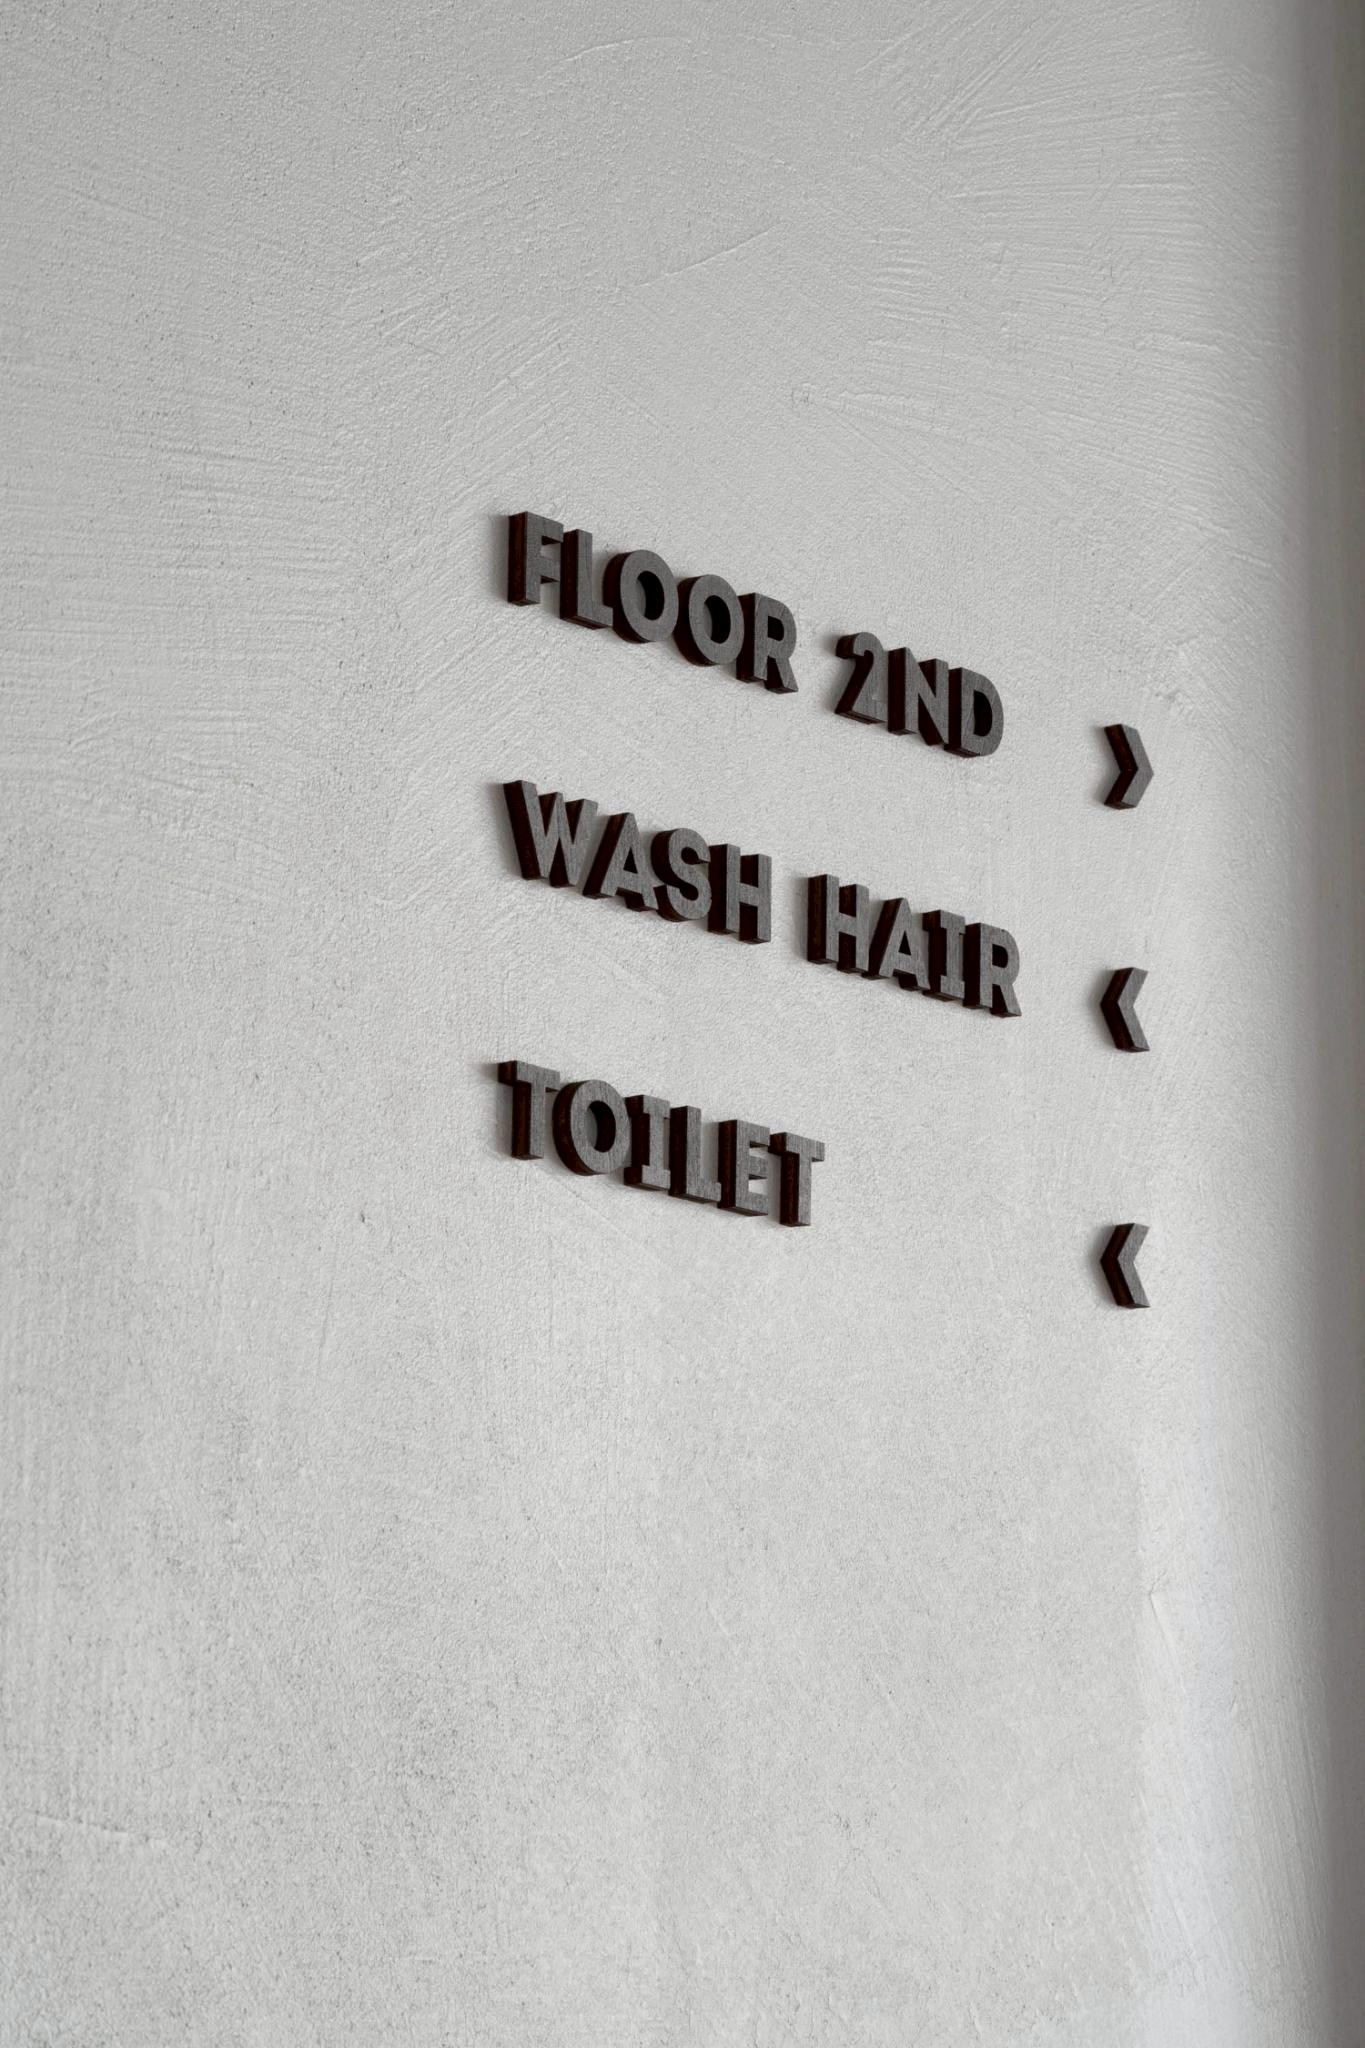 FLOOR 2ND ❯
WASH HAIR ❮
TOILET ❮